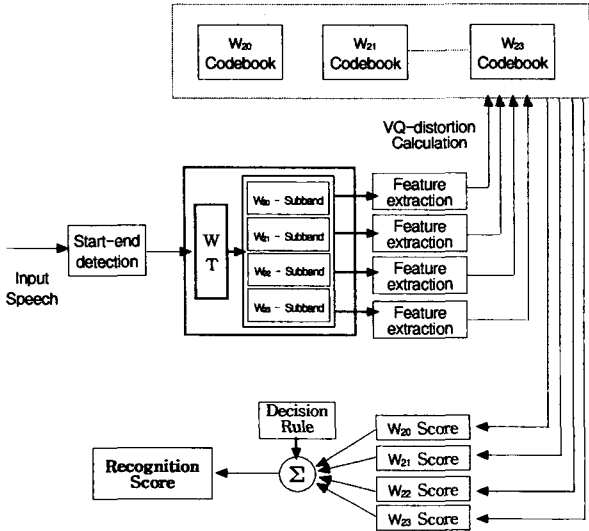 W20 Codebook
W21 Codebook
W23 Codebook
VQ-distortion
Calculation
Input
Speech
Start-end
detection
W
T
W20 - Subband
W21 - Subband
W22 - Subband
W23 - Subband
Feature
extraction
Feature
extraction
Feature
extraction
Feature
extraction
Decision
Rule
Σ
Recognition
Score
W20 Score
W21 Score
W22 Score
W23 Score